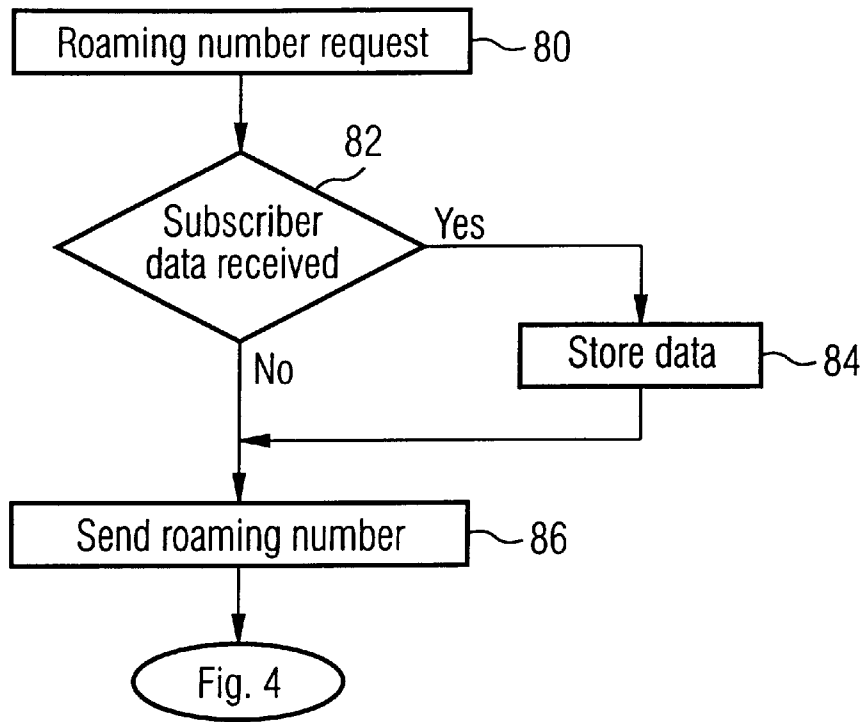 Roaming number request
80
82
Subscriber
data received
Yes
No
Store data
84
Send roaming number
86
Fig. 4